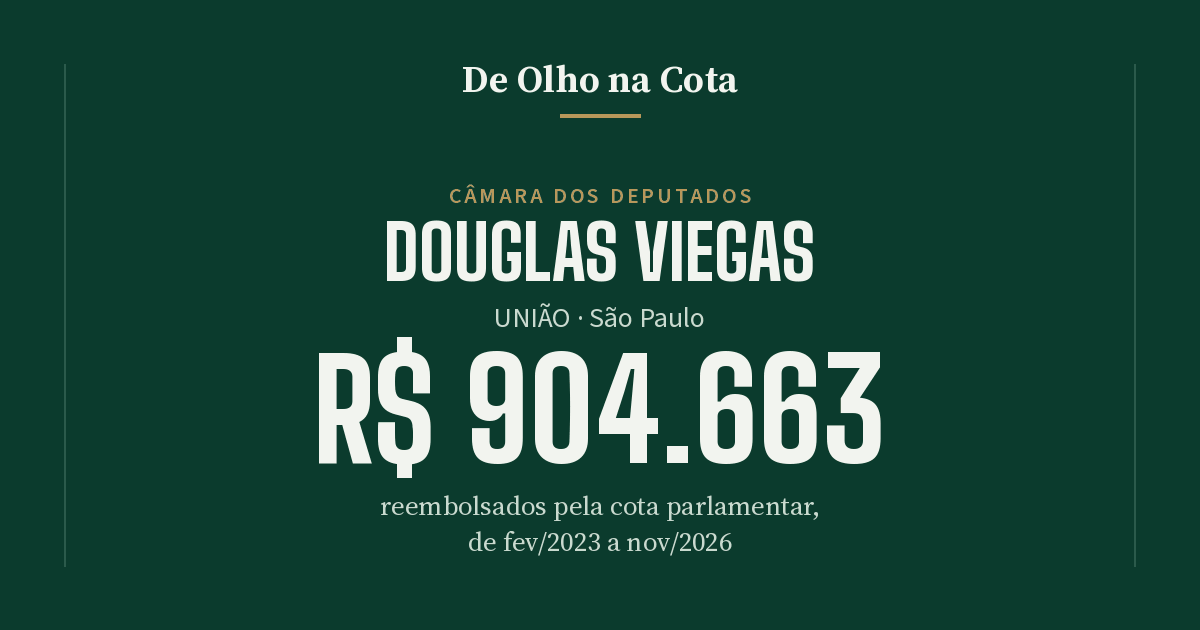 De Olho na Cota
CÂMARA DOS DEPUTADOS
DOUGLAS VIEGAS
UNIÃO · São Paulo
R$ 904.663
reembolsados pela cota parlamentar,
de fev/2023 a nov/2026